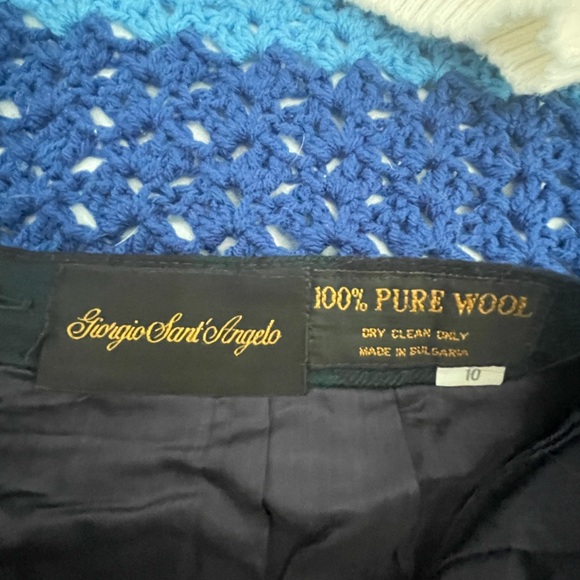 Giorgio Sant'Angelo
100% PURE WOOL
DRY CLEAN ONLY
MADE IN BULGARIA
10